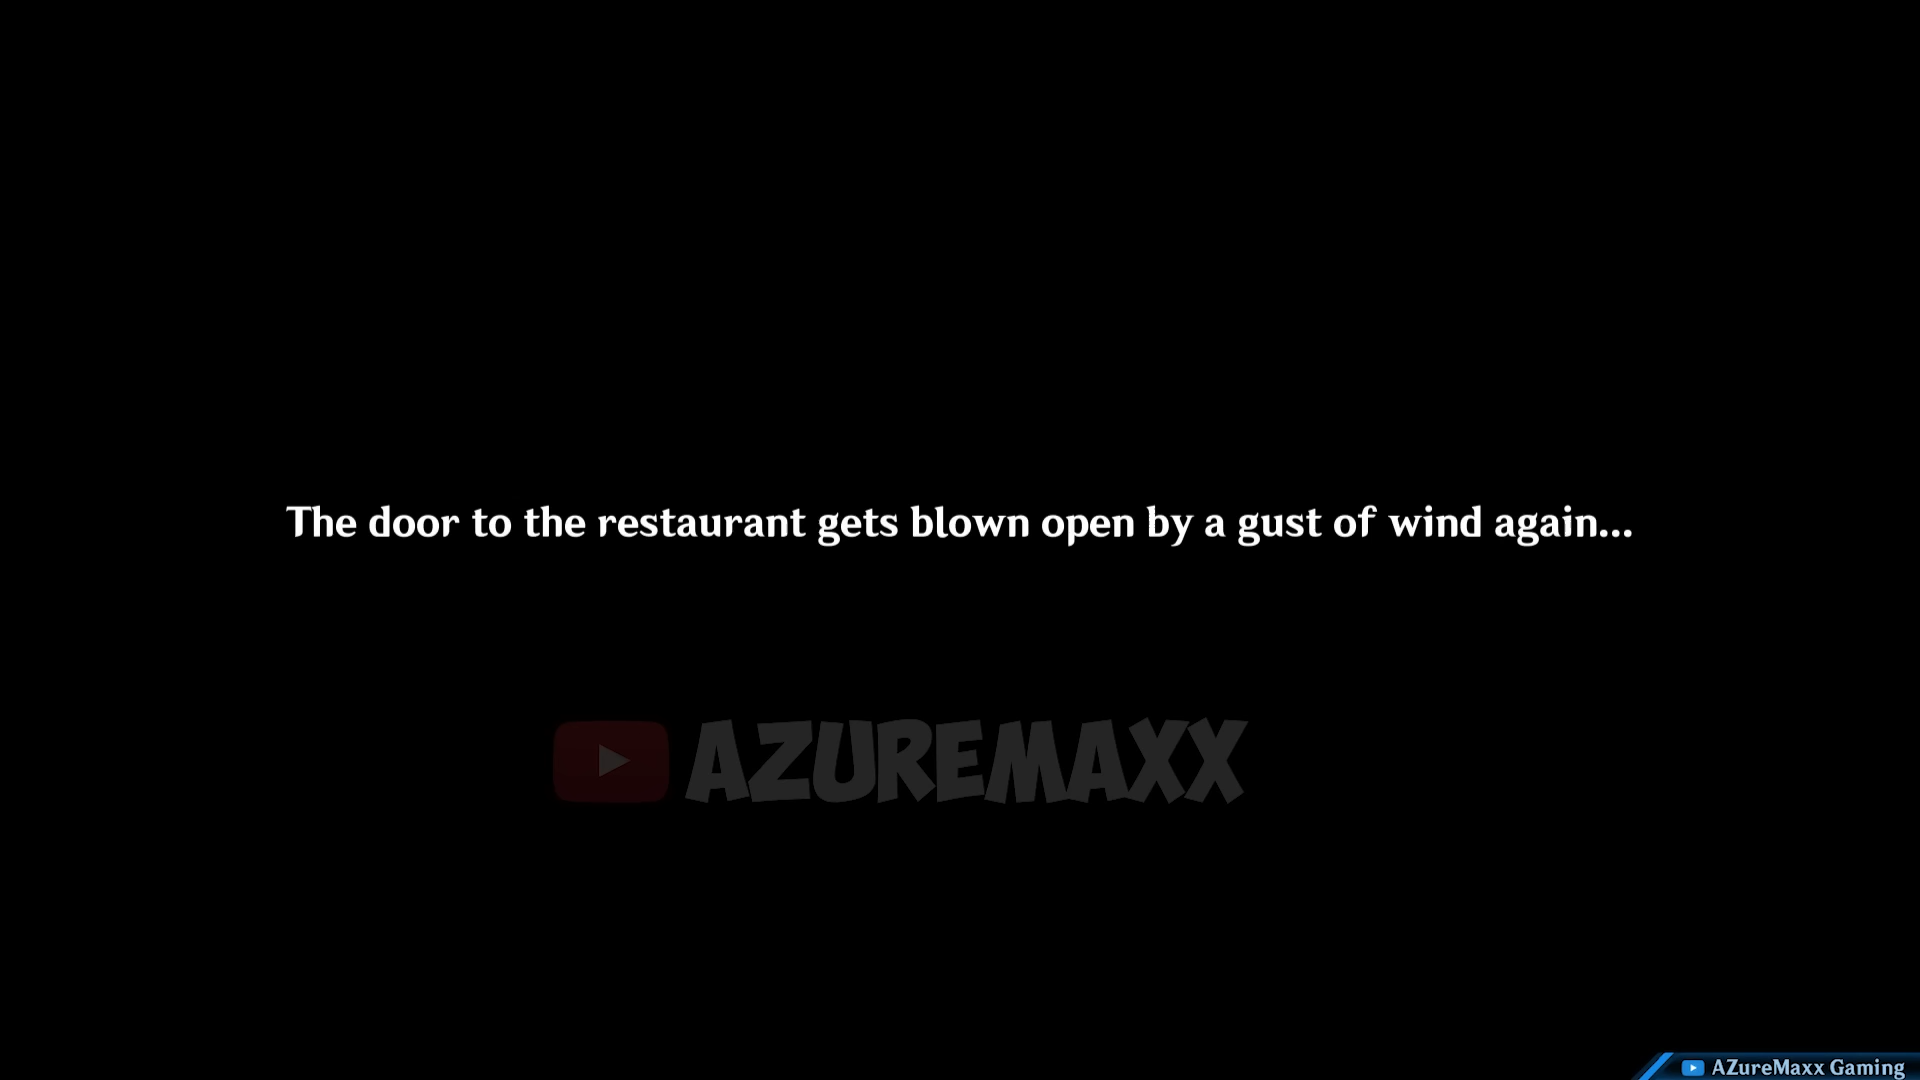 The door to the restaurant gets blown open by a gust of wind again...
AZUREMAXX
AZureMaxx Gaming